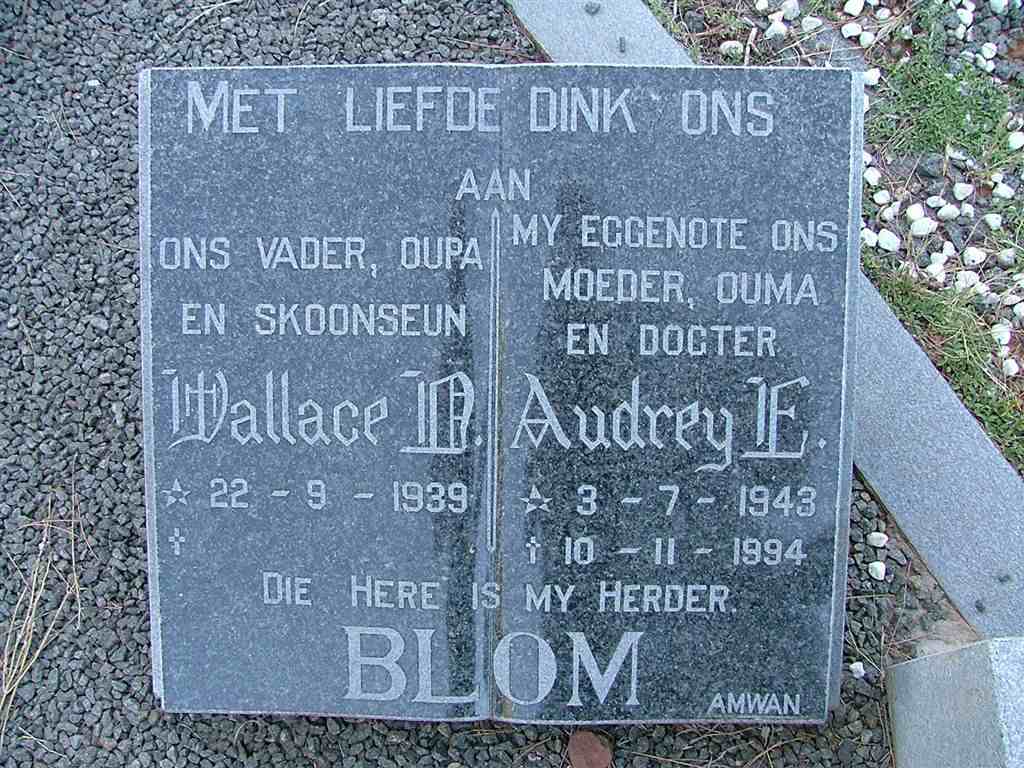 MET LIEFDE DINK ONS
AAN
ONS VADER, OUPA
EN SKOONSEUN
Wallace D.
☆ 22 - 9 - 1939
†
MY EGGENOTE ONS
MOEDER, OUMA
EN DOGTER
Audrey E.
☆ 3 - 7 - 1943
† 10 - 11 - 1994
DIE HERE IS MY HERDER.
BLOM
AMWAN